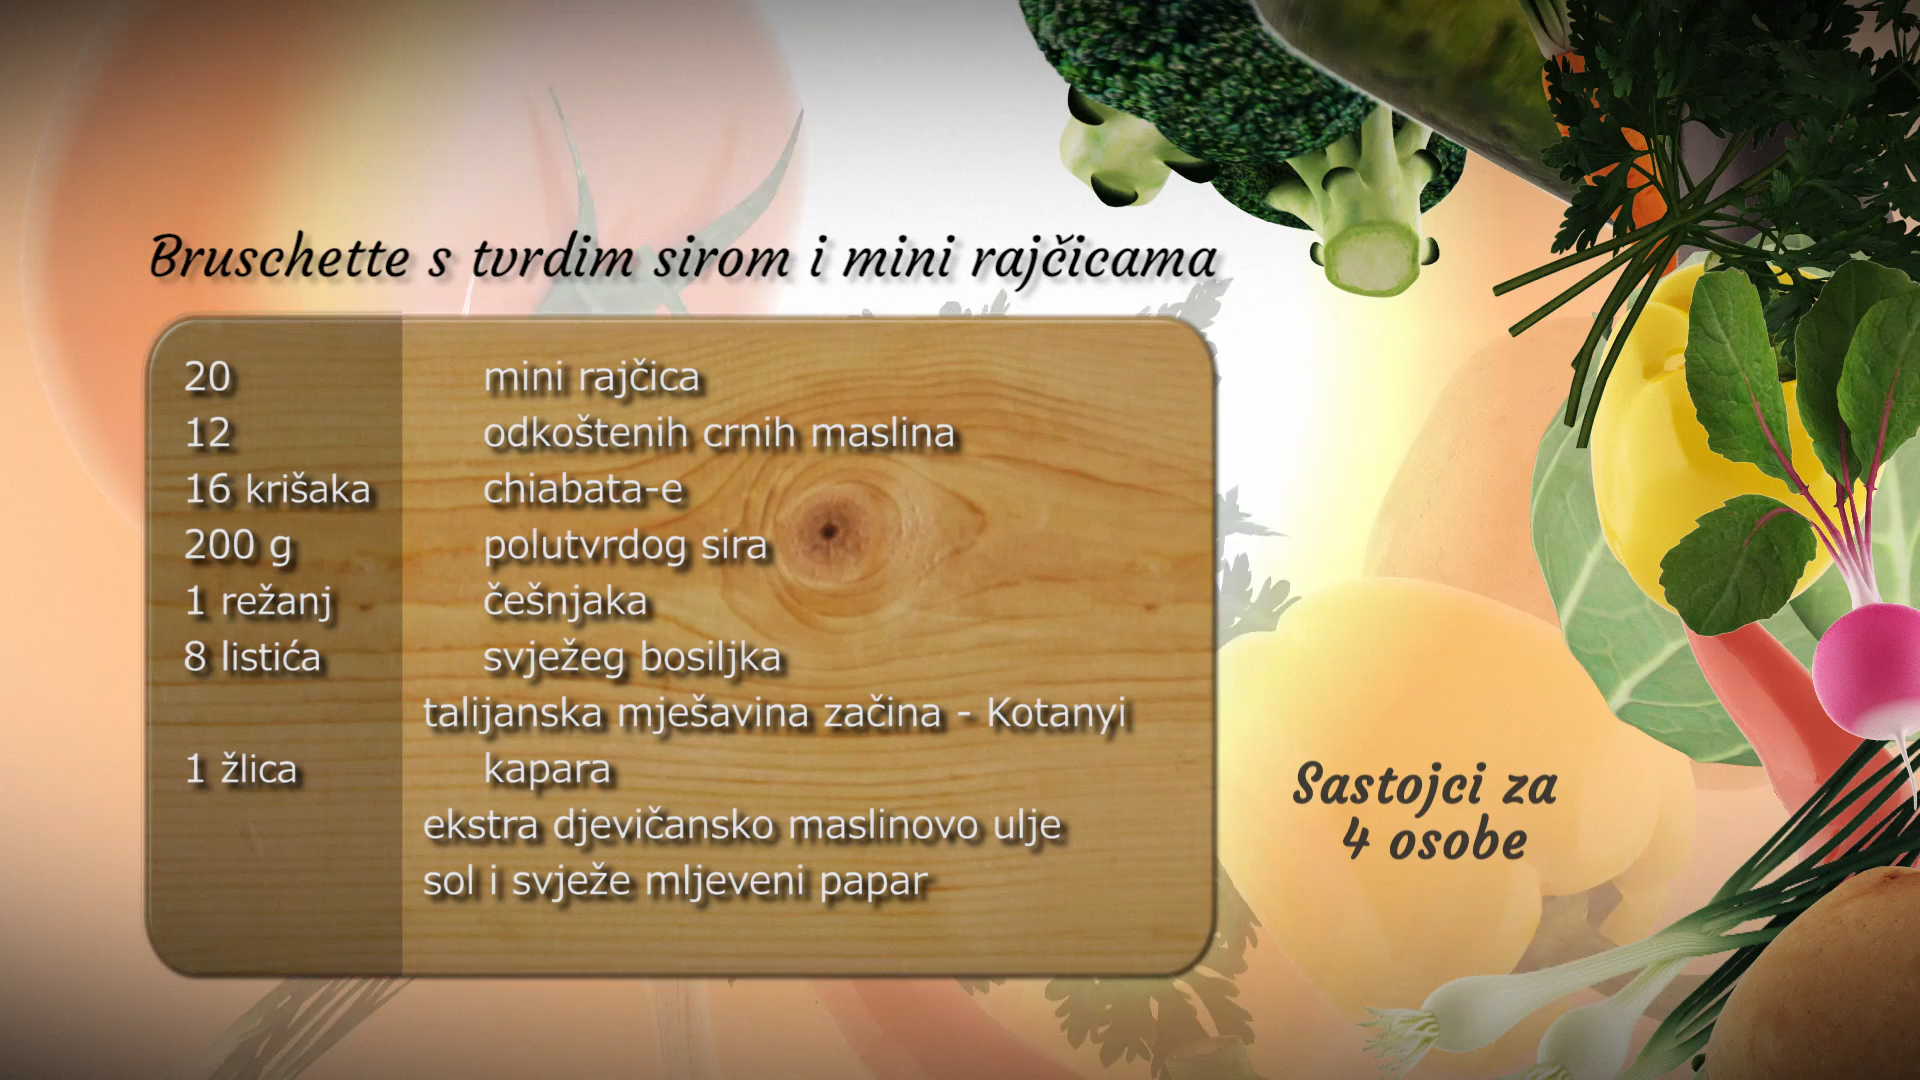 Bruschette s tvrdim sirom i mini rajčicama
20 mini rajčica
12 odkoštenih crnih maslina
16 krišaka chiabata-e
200 g polutvrdog sira
1 režanj češnjaka
8 listića svježeg bosiljka
talijanska mješavina začina - Kotanyi
1 žlica kapara
ekstra djevičansko maslinovo ulje
sol i svježe mljeveni papar
Sastojci za
4 osobe